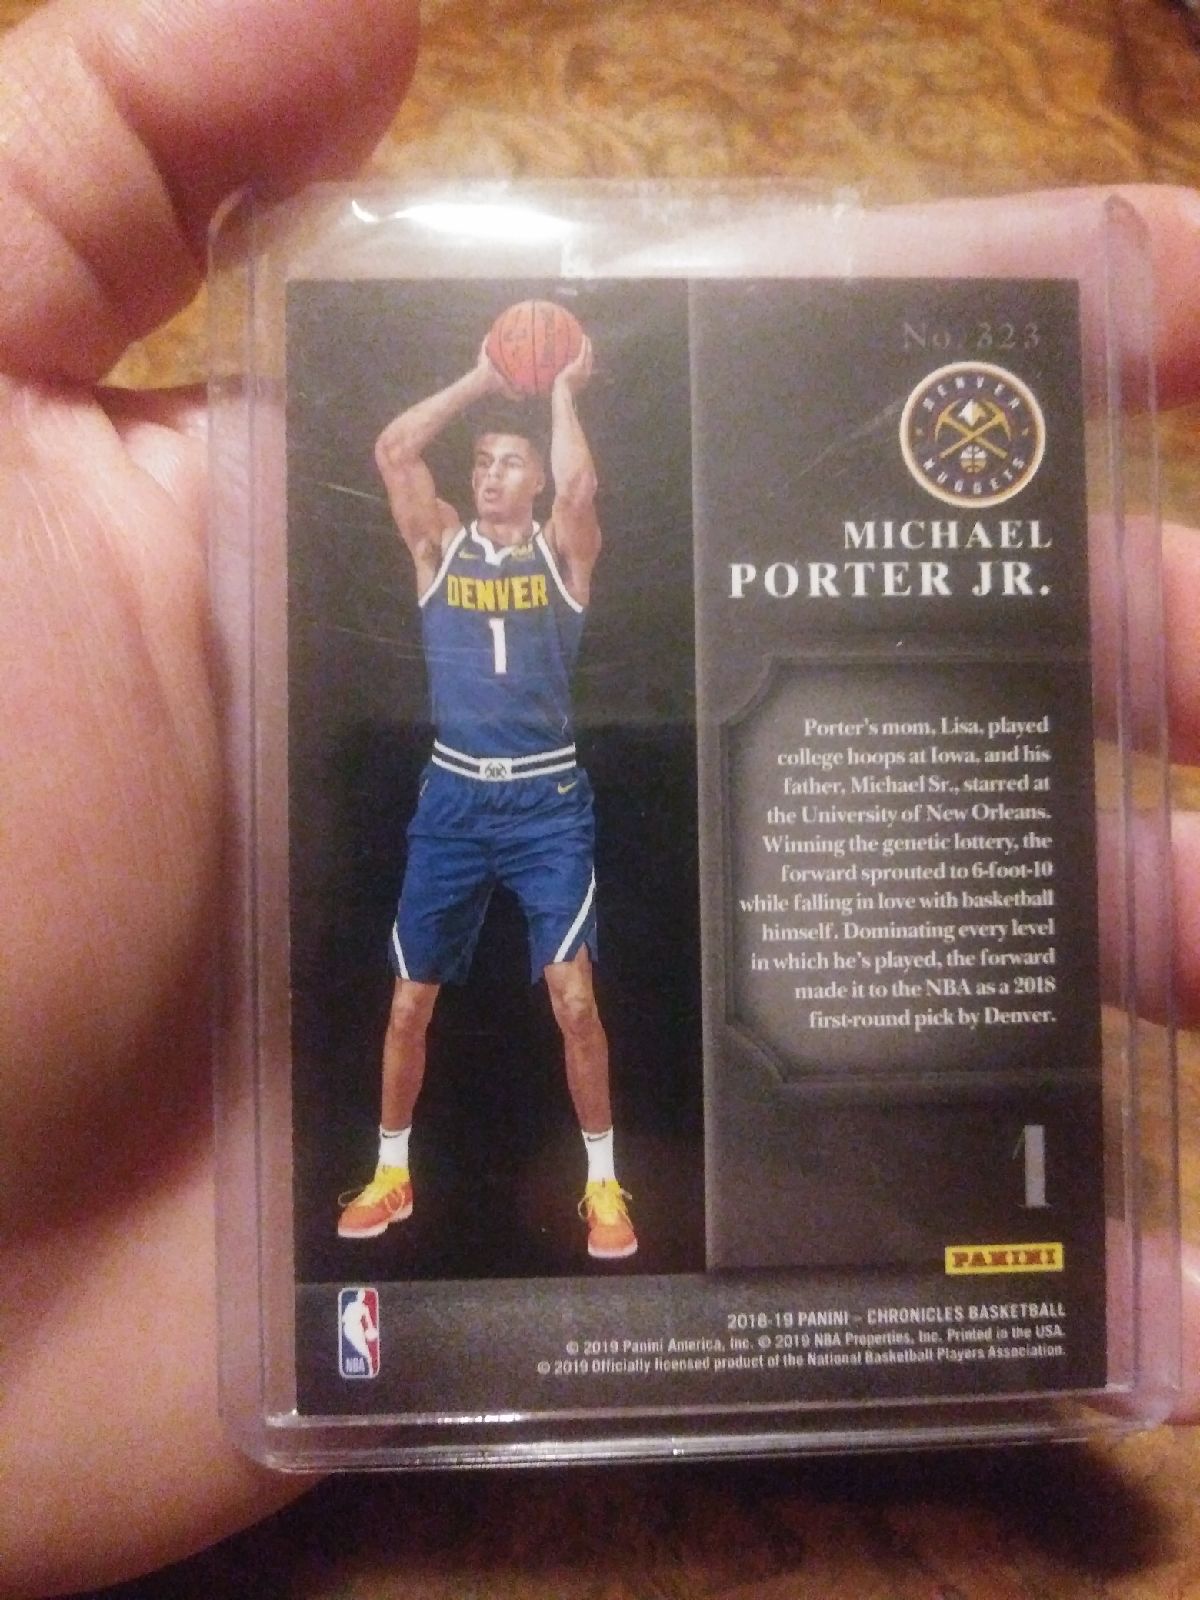 No. 323
DENVER
NUGGETS
MICHAEL
PORTER JR.
DENVER
1
Porter's mom, Lisa, played
college hoops at Iowa, and his
father, Michael Sr., starred at
the University of New Orleans.
Winning the genetic lottery, the
forward sprouted to 6-foot-10
while falling in love with basketball
himself. Dominating every level
in which he's played, the forward
made it to the NBA as a 2018
first-round pick by Denver.
1
PANINI
NBA
2018-19 PANINI – CHRONICLES BASKETBALL
© 2019 Panini America, Inc. © 2019 NBA Properties, Inc. Printed in the USA.
© 2019 Officially licensed product of the National Basketball Players Association.